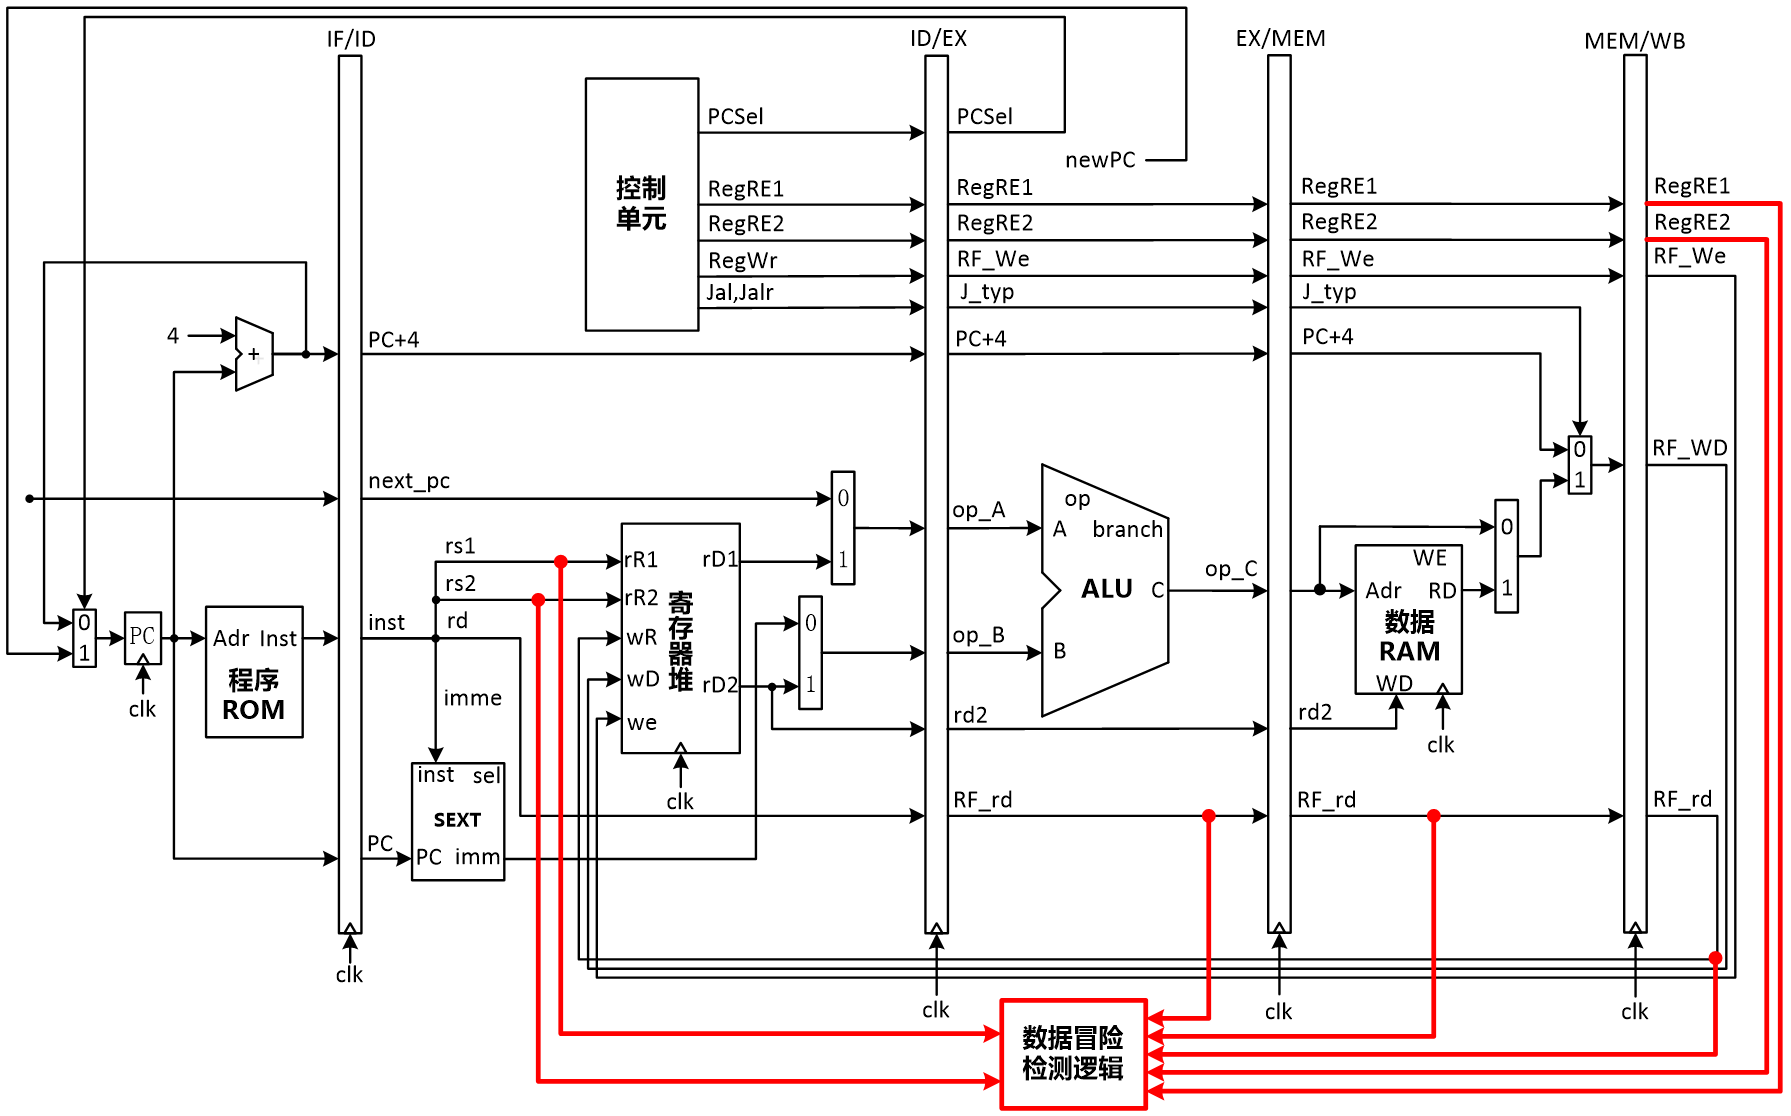 IF/ID
ID/EX
EX/MEM
MEM/WB
PCSel
PCSel
newPC
控制
单元
RegRE1
RegRE1
RegRE1
RegRE1
RegRE2
RegRE2
RegRE2
RegRE2
RegWr
RF_We
RF_We
RF_We
Jal,Jalr
J_typ
J_typ
4
+
PC+4
PC+4
PC+4
next_pc
0
1
op_A
op
A
branch
ALU
C
op_B
B
op_C
0
1
RF_WD
0
1
rs1
rs2
rd
inst
rR1
rR2
wR
wD
we
寄存器堆
rD1
rD2
clk
0
1
0
1
PC
clk
Adr
Inst
程序
ROM
imme
inst
sel
SEXT
PC
PC
imm
WE
Adr
RD
数据
RAM
WD
clk
rd2
rd2
RF_rd
RF_rd
RF_rd
clk
clk
clk
clk
数据冒险
检测逻辑